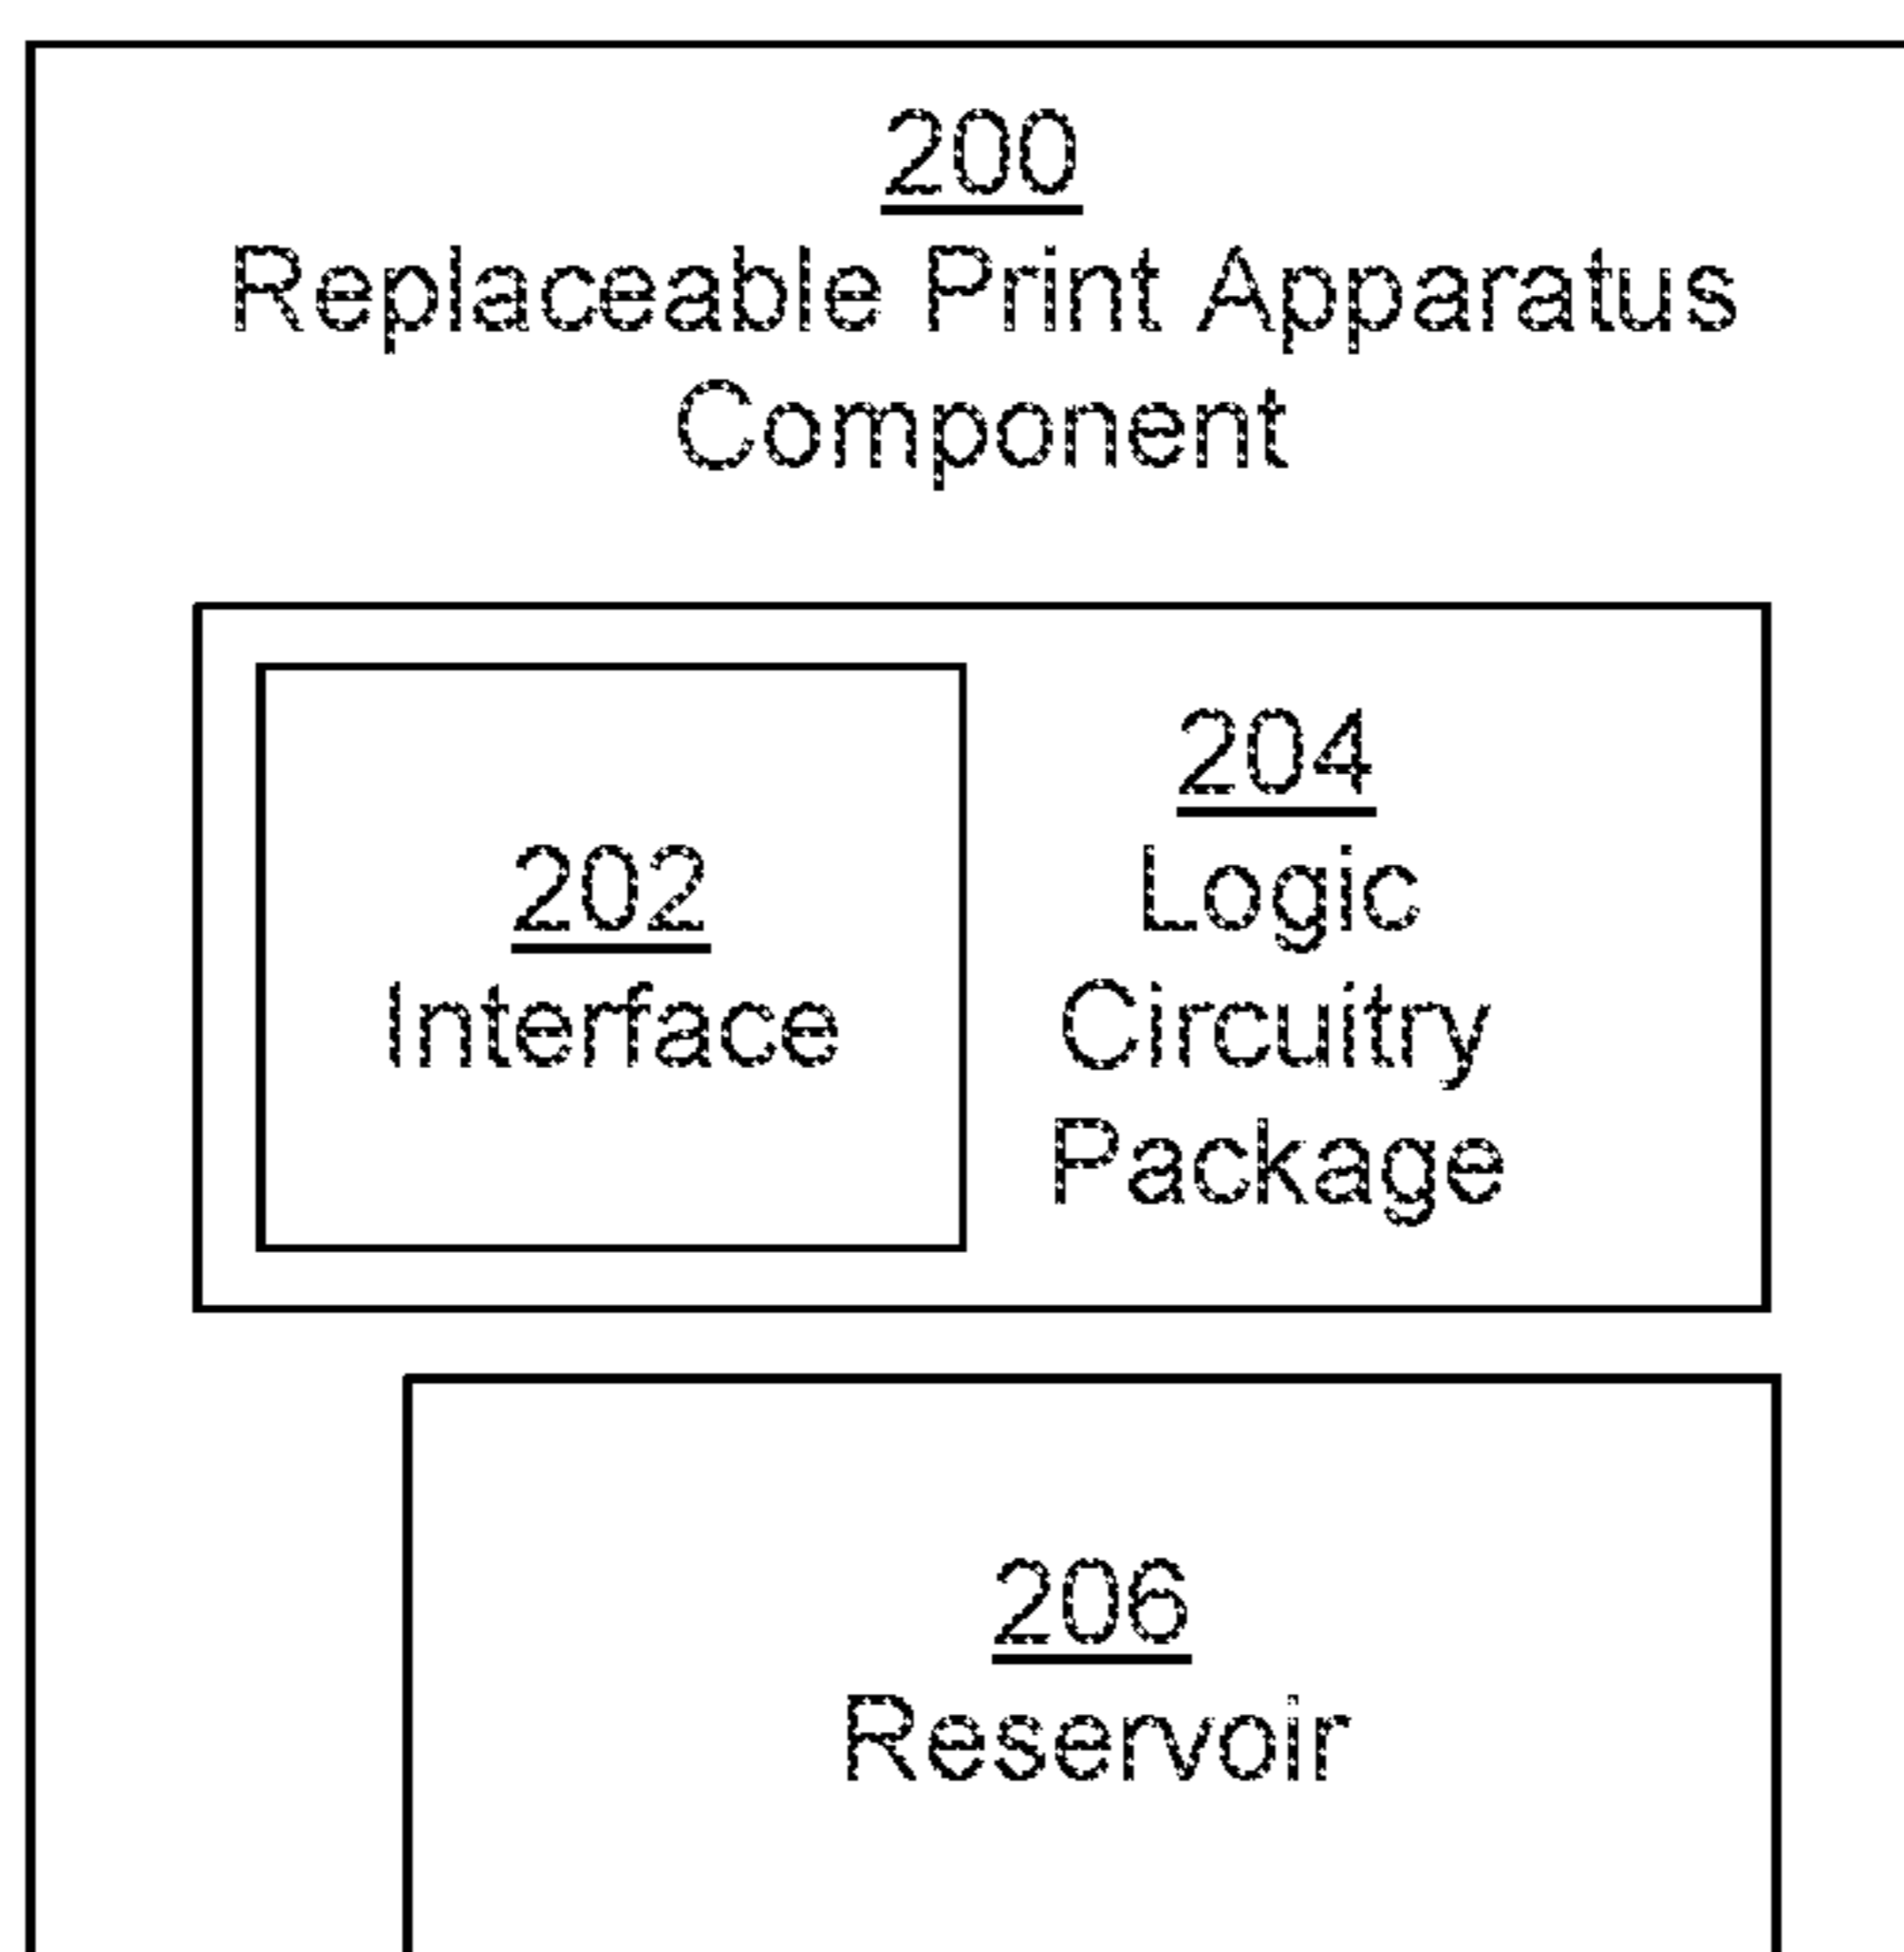 200
Replaceable Print Apparatus
Component
202
Interface
204
Logic
Circuitry
Package
206
Reservoir